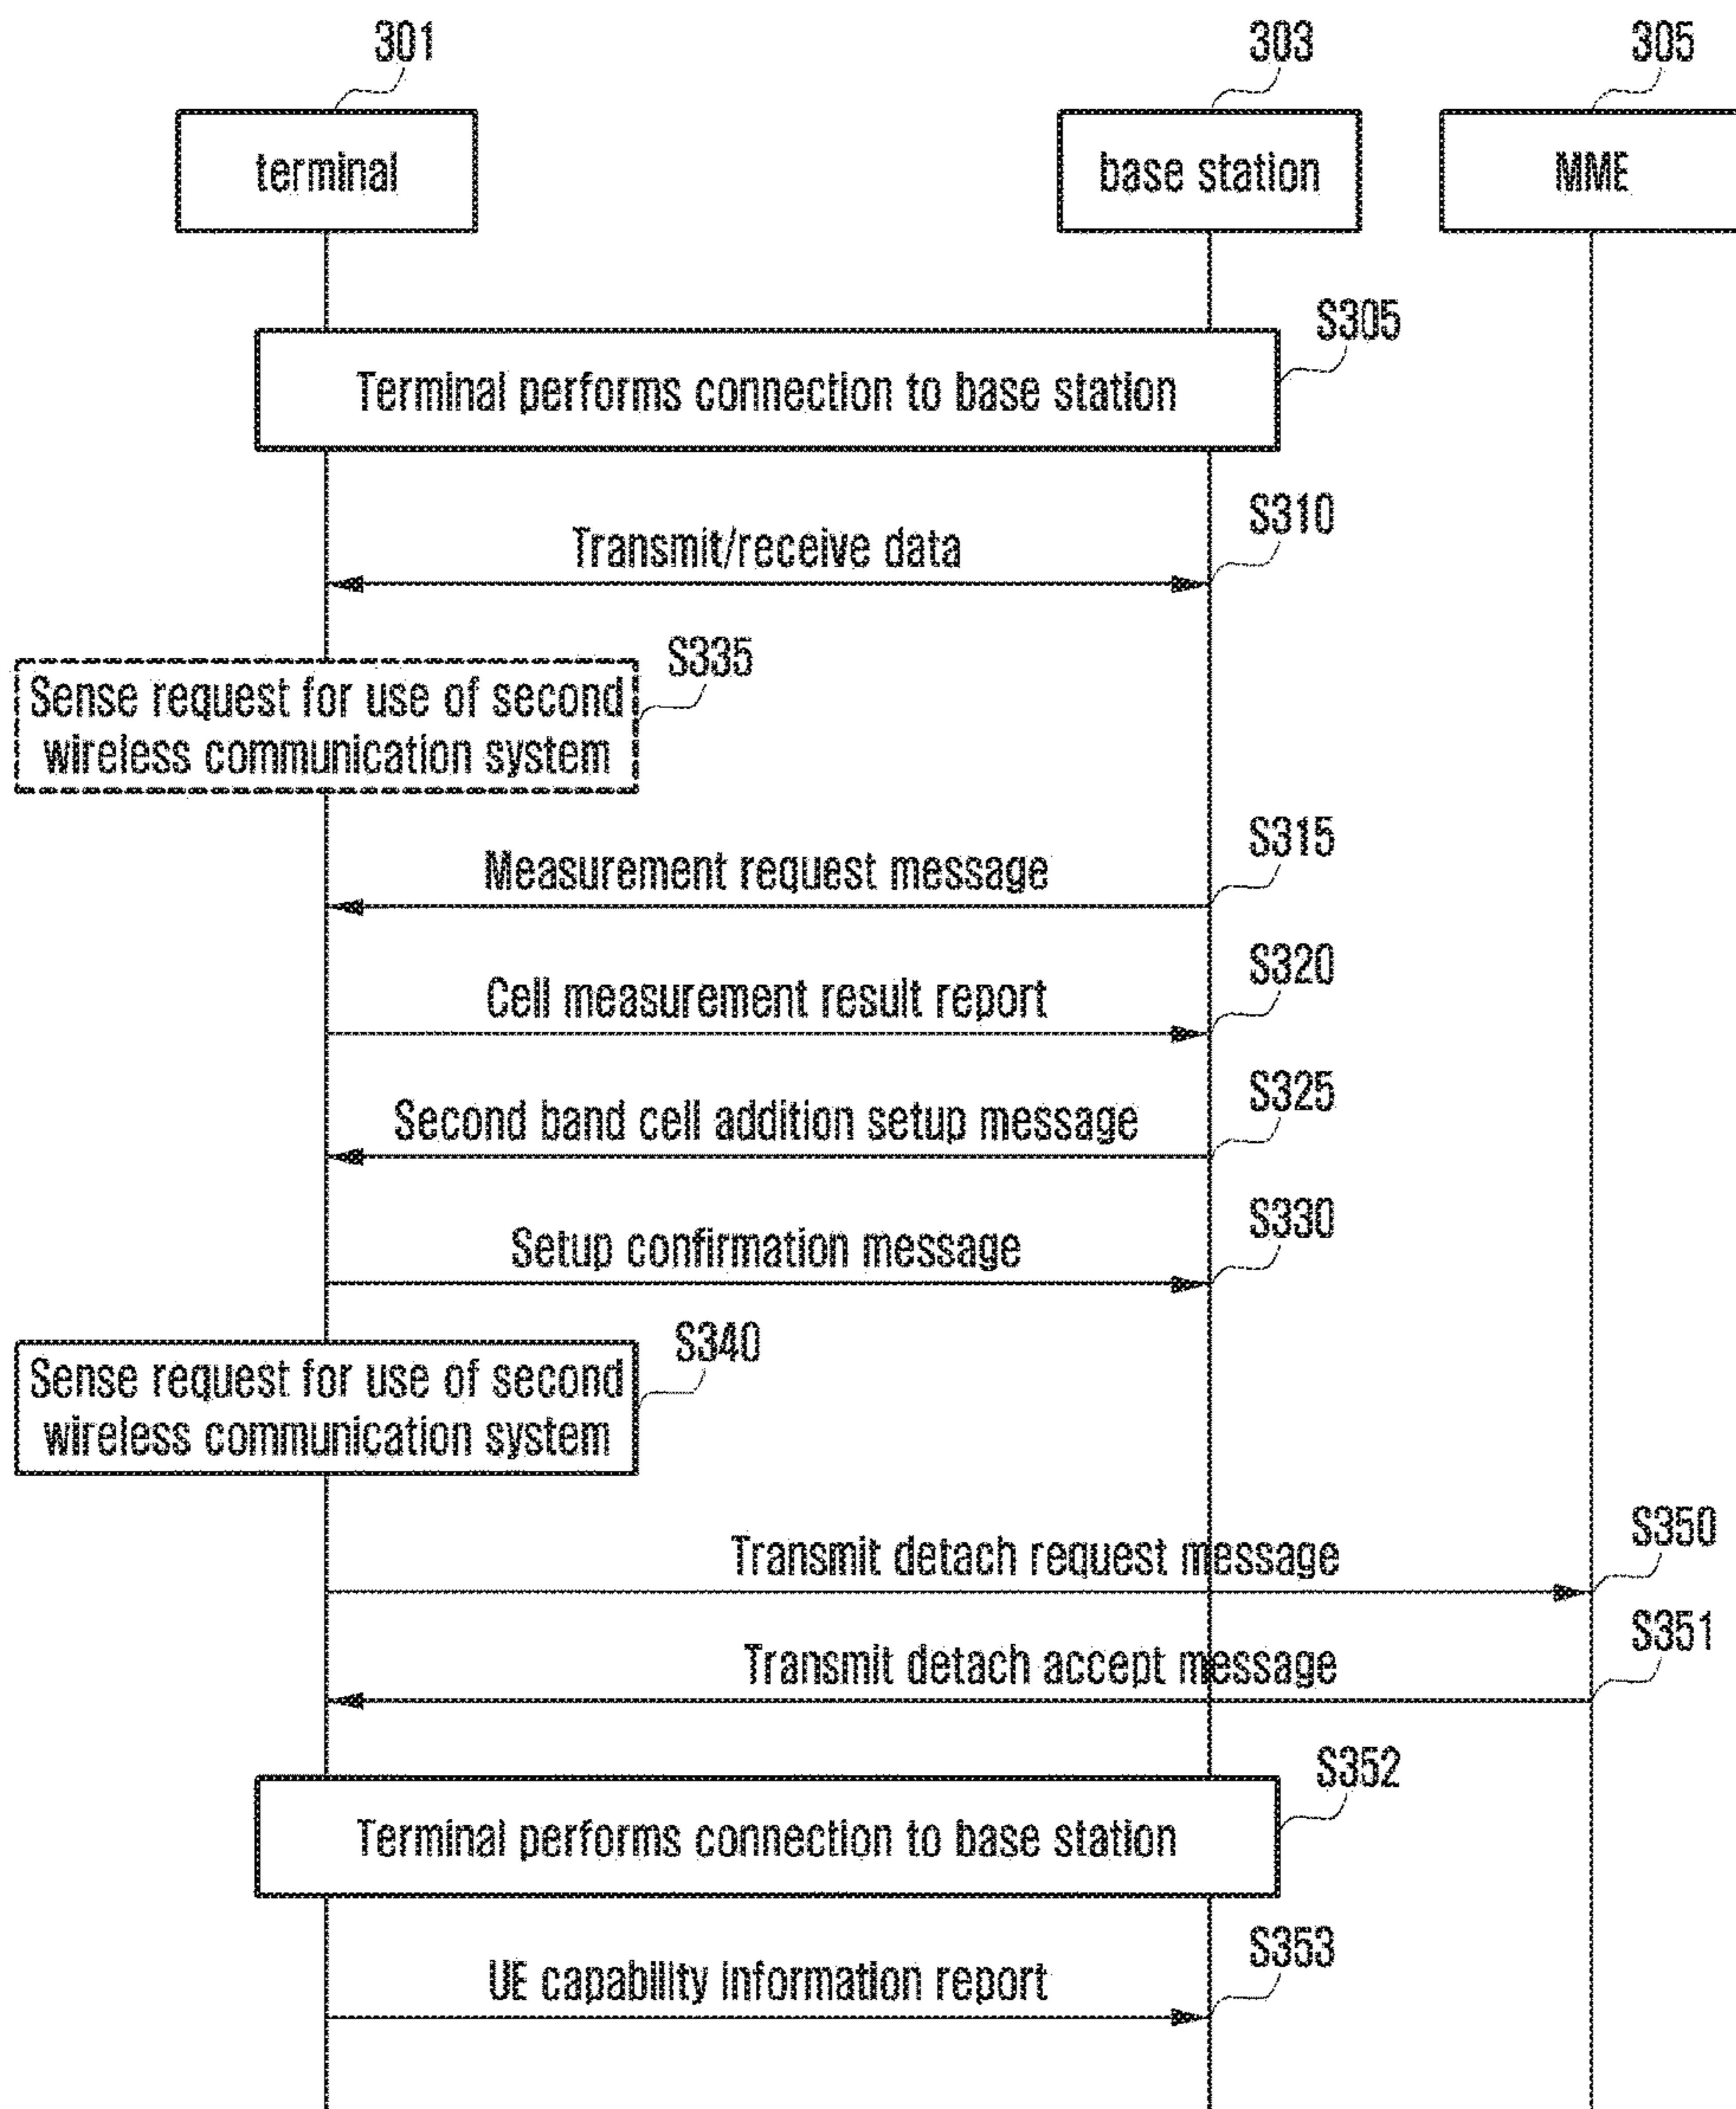 301
303
305
terminal
base station
MME
S305
Terminal performs connection to base station
S310
Transmit/receive data
S335
Sense request for use of second
wireless communication system
S315
Measurement request message
S320
Cell measurement result report
S325
Second band cell addition setup message
S330
Setup confirmation message
S340
Sense request for use of second
wireless communication system
S350
Transmit detach request message
S351
Transmit detach accept message
S352
Terminal performs connection to base station
S353
UE capability information report